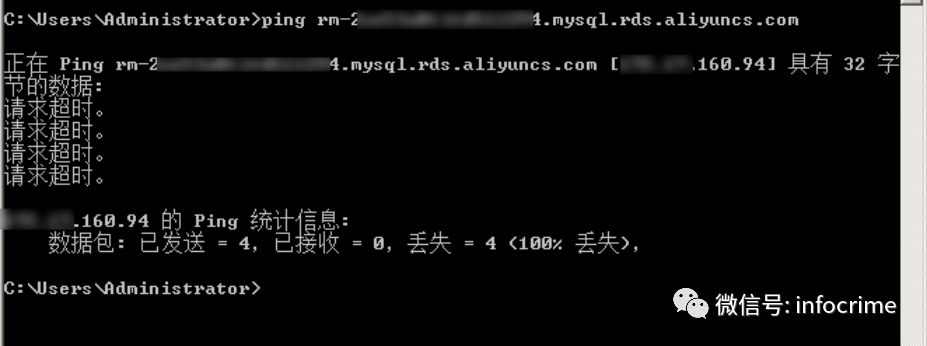 C:\Users\Administrator>ping rm-2 4.mysql.rds.aliyuncs.com
正在 Ping rm-2 4.mysql.rds.aliyuncs.com [ .160.94] 具有 32 字
节的数据:
请求超时。
请求超时。
请求超时。
请求超时。
.160.94 的 Ping 统计信息:
数据包: 已发送 = 4，已接收 = 0，丢失 = 4 (100% 丢失)，
C:\Users\Administrator>
微信号: infocrime